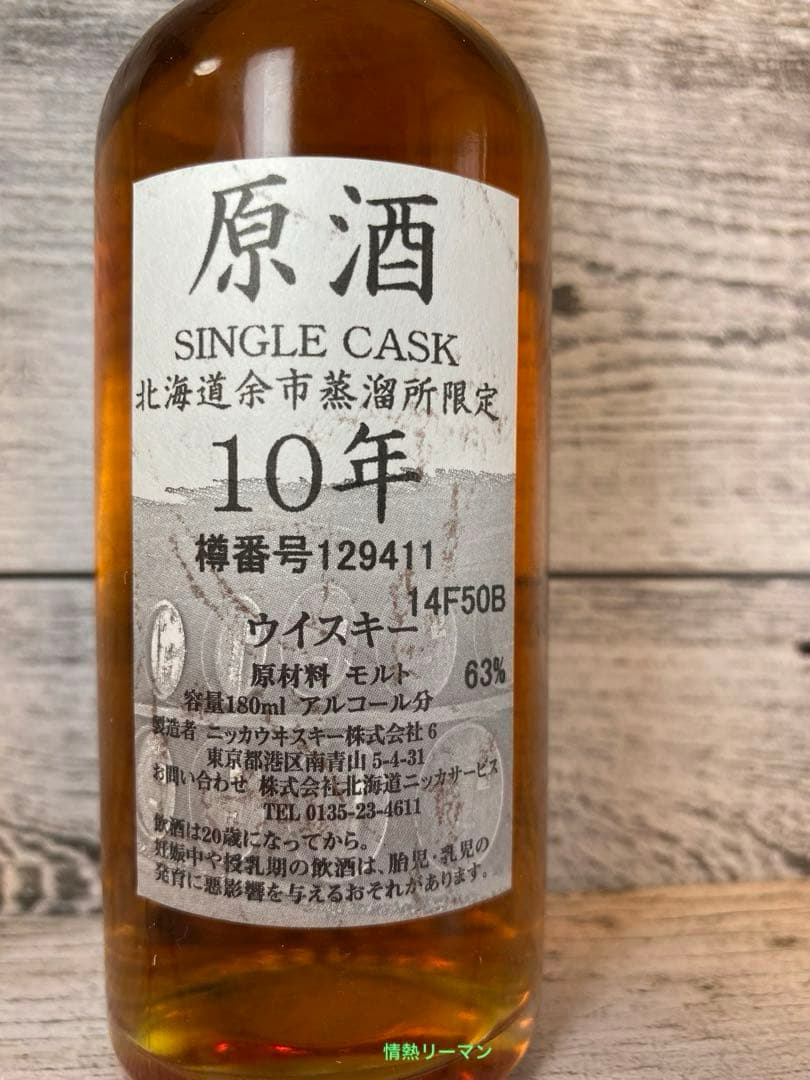 原酒
SINGLE CASK
北海道余市蒸溜所限定
10年
樽番号129411
14F50B
ウイスキー
原材料 モルト
63%
容量180ml アルコール分
製造者 ニッカウヰスキー株式会社 6
東京都港区南青山 5-4-31
お問い合わせ 株式会社北海道ニッカサービス
TEL 0135-23-4611
飲酒は20歳になってから。
妊娠中や授乳期の飲酒は、胎児・乳児の
発育に悪影響を与えるおそれがあります。
情熱リーマン